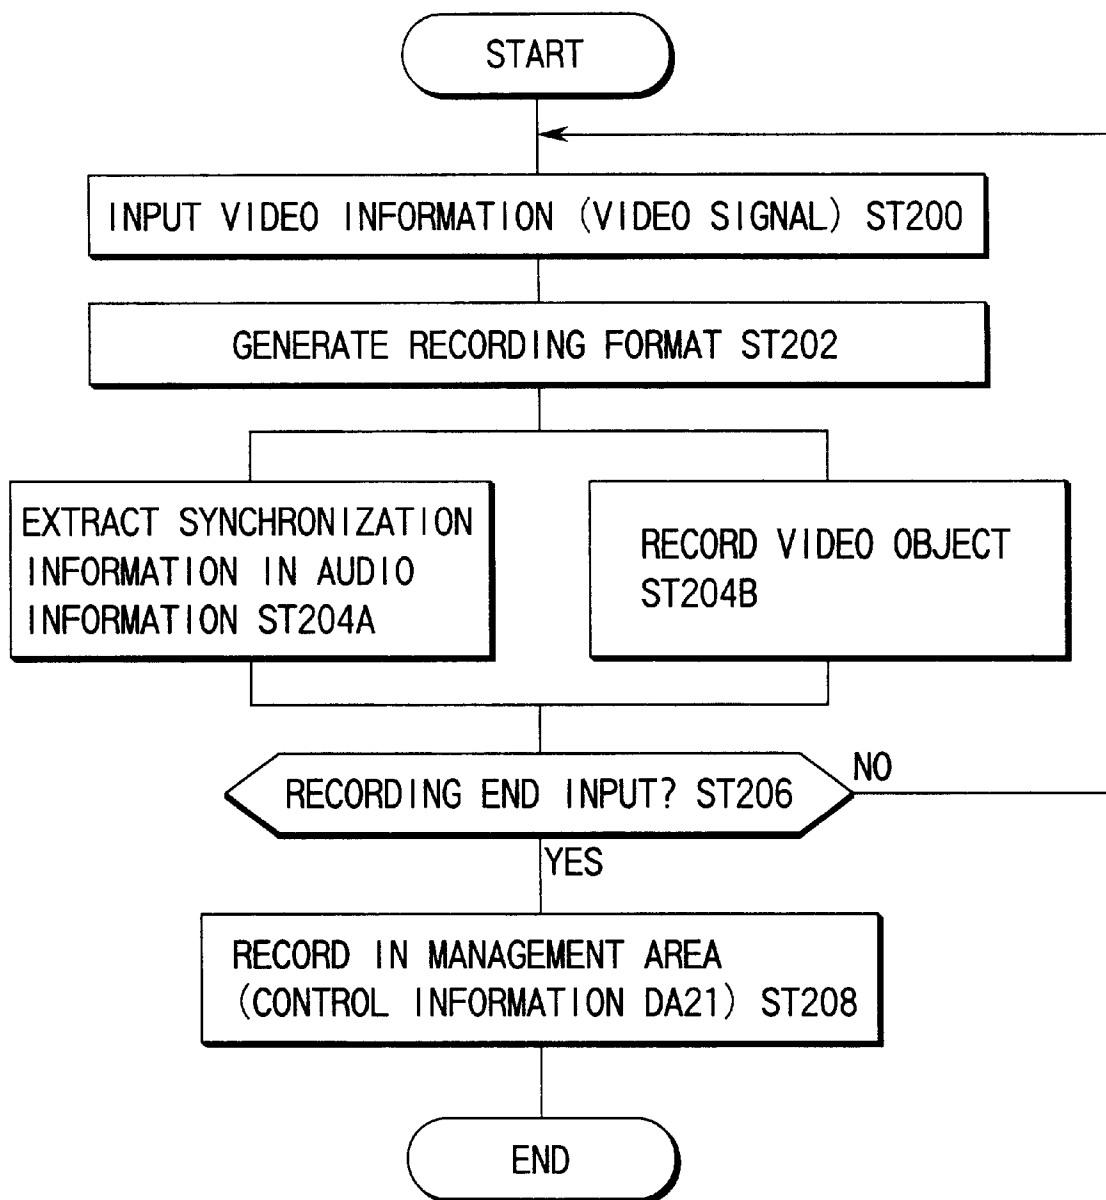 START
INPUT VIDEO INFORMATION (VIDEO SIGNAL) ST200
GENERATE RECORDING FORMAT ST202
EXTRACT SYNCHRONIZATION
INFORMATION IN AUDIO
INFORMATION ST204A
RECORD VIDEO OBJECT
ST204B
RECORDING END INPUT? ST206
NO
YES
RECORD IN MANAGEMENT AREA
(CONTROL INFORMATION DA21) ST208
END